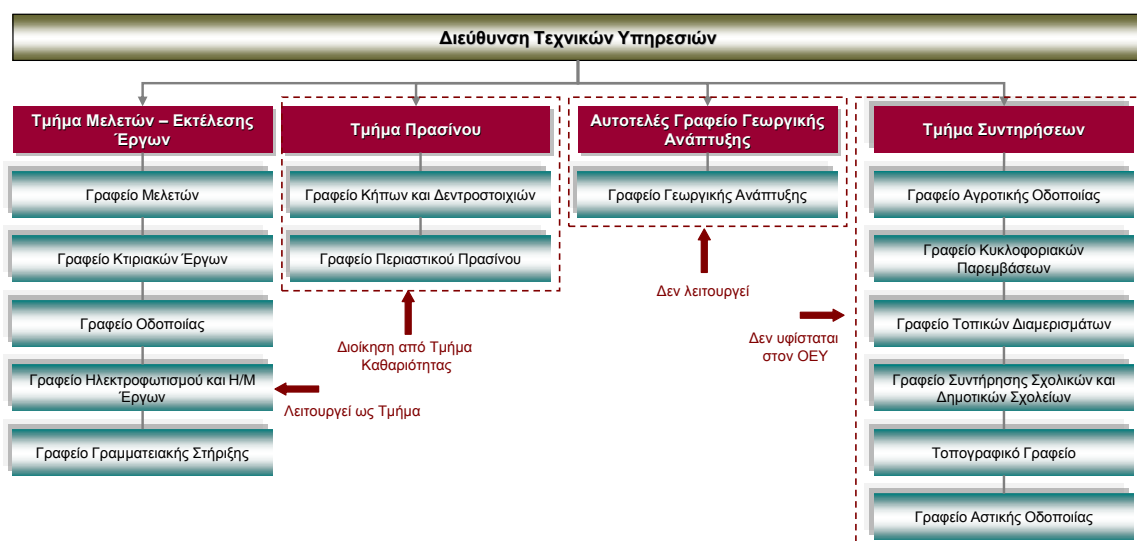 Διεύθυνση Τεχνικών Υπηρεσιών
Τμήμα Μελετών – Εκτέλεσης
Έργων
Γραφείο Μελετών
Γραφείο Κτιριακών Έργων
Γραφείο Οδοποιίας
Γραφείο Ηλεκτροφωτισμού και Η/Μ
Έργων
Γραφείο Γραμματειακής Στήριξης
Λειτουργεί ως Τμήμα
Τμήμα Πρασίνου
Γραφείο Κήπων και Δεντροστοιχιών
Γραφείο Περιαστικού Πρασίνου
Διοίκηση από Τμήμα
Καθαριότητας
Αυτοτελές Γραφείο Γεωργικής
Ανάπτυξης
Γραφείο Γεωργικής Ανάπτυξης
Δεν λειτουργεί
Δεν υφίσταται
στον ΟΕΥ
Τμήμα Συντηρήσεων
Γραφείο Αγροτικής Οδοποιίας
Γραφείο Κυκλοφοριακών
Παρεμβάσεων
Γραφείο Τοπικών Διαμερισμάτων
Γραφείο Συντήρησης Σχολικών και
Δημοτικών Σχολείων
Τοπογραφικό Γραφείο
Γραφείο Αστικής Οδοποιίας